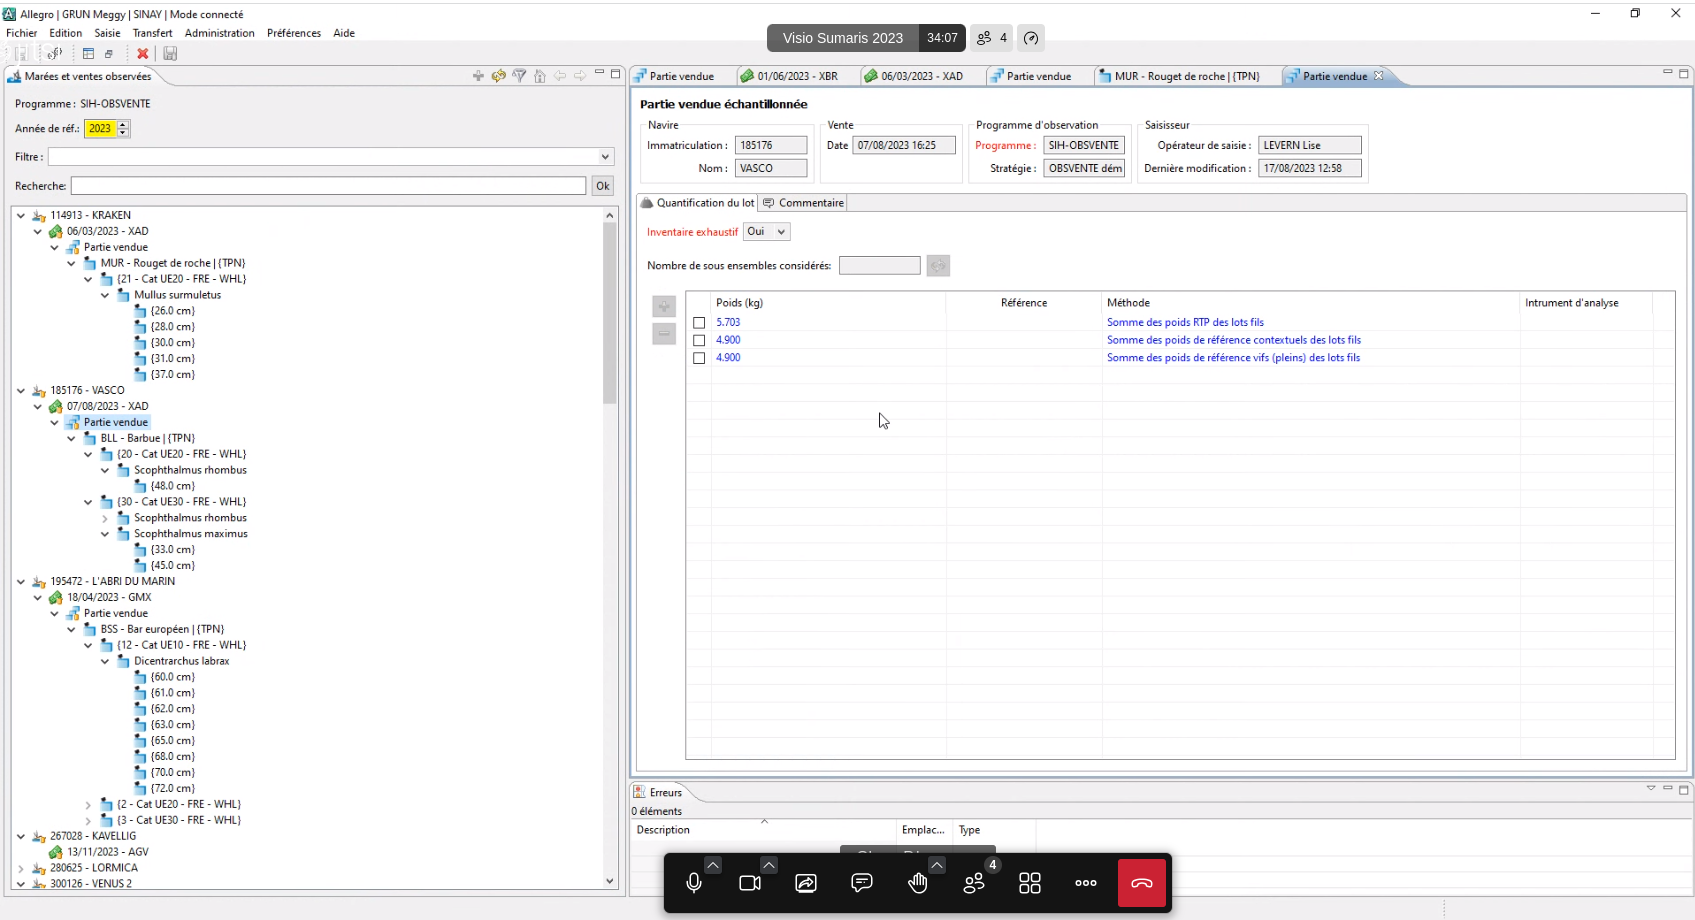 Allegro | GRUN Meggy | SINAY | Mode connecté
Fichier Edition Saisie Transfert Administration Préférences Aide
Visio Sumaris 2023 34:07 4
Marées et ventes observées
Programme : SIH-OBSVENTE
Année de réf.: 2023
Filtre :
Recherche: Ok
114913 - KRAKEN
06/03/2023 - XAD
Partie vendue
MUR - Rouget de roche | {TPN}
{21 - Cat UE20 - FRE - WHL}
Mullus surmuletus
{26.0 cm}
{28.0 cm}
{30.0 cm}
{31.0 cm}
{37.0 cm}
185176 - VASCO
07/08/2023 - XAD
Partie vendue
BLL - Barbue | {TPN}
{20 - Cat UE20 - FRE - WHL}
Scophthalmus rhombus
{48.0 cm}
{30 - Cat UE30 - FRE - WHL}
Scophthalmus rhombus
Scophthalmus maximus
{33.0 cm}
{45.0 cm}
195472 - L'ABRI DU MARIN
18/04/2023 - GMX
Partie vendue
BSS - Bar européen | {TPN}
{12 - Cat UE10 - FRE - WHL}
Dicentrarchus labrax
{60.0 cm}
{61.0 cm}
{62.0 cm}
{63.0 cm}
{65.0 cm}
{68.0 cm}
{70.0 cm}
{72.0 cm}
{2 - Cat UE20 - FRE - WHL}
{3 - Cat UE30 - FRE - WHL}
267028 - KAVELLIG
13/11/2023 - AGV
280625 - LORMICA
300126 - VENUS 2
Partie vendue 01/06/2023 - XBR 06/03/2023 - XAD Partie vendue MUR - Rouget de roche | {TPN} Partie vendue
Partie vendue échantillonnée
Navire Vente Programme d'observation Saisisseur
Immatriculation : 185176 Date 07/08/2023 16:25 Programme : SIH-OBSVENTE Opérateur de saisie : LEVERN Lise
Nom : VASCO Stratégie : OBSVENTE dém Dernière modification : 17/08/2023 12:58
Quantification du lot Commentaire
Inventaire exhaustif Oui
Nombre de sous ensembles considérés:
Poids (kg) Référence Méthode Intrument d'analyse
5.703 Somme des poids RTP des lots fils
4.900 Somme des poids de référence contextuels des lots fils
4.900 Somme des poids de référence vifs (pleins) des lots fils
Erreurs
0 éléments
Description Emplac... Type
4